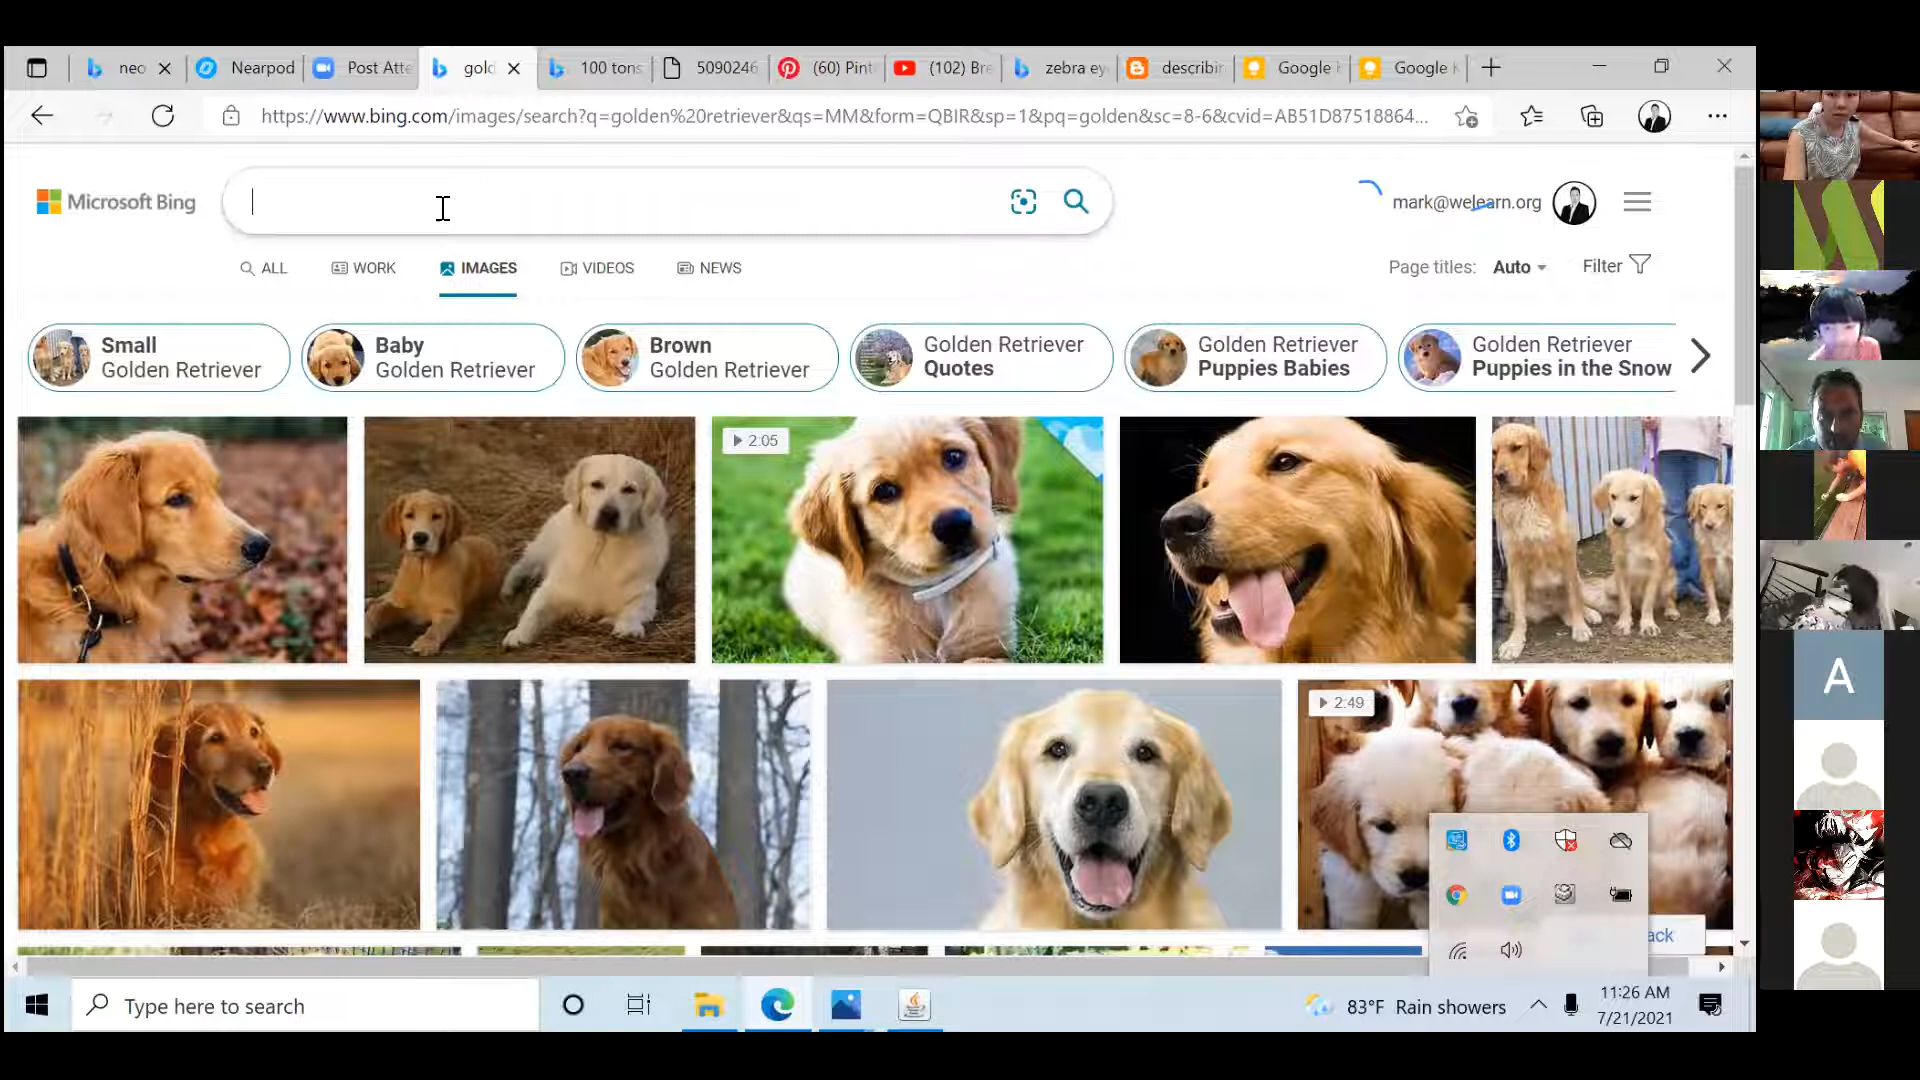 neo
Nearpod
Post Atte
gold
100 tons
5090246
(60) Pint
(102) Bre
zebra ey
describin
Google K
Google K
https://www.bing.com/images/search?q=golden%20retriever&qs=MM&form=QBIR&sp=1&pq=golden&sc=8-6&cvid=AB51D87518864...
Microsoft Bing
mark@welearn.org
ALL
WORK
IMAGES
VIDEOS
NEWS
Page titles: Auto
Filter
Small
Golden Retriever
Baby
Golden Retriever
Brown
Golden Retriever
Golden Retriever
Quotes
Golden Retriever
Puppies Babies
Golden Retriever
Puppies in the Snow
2:05
2:49
A
ack
Type here to search
83°F Rain showers
11:26 AM
7/21/2021